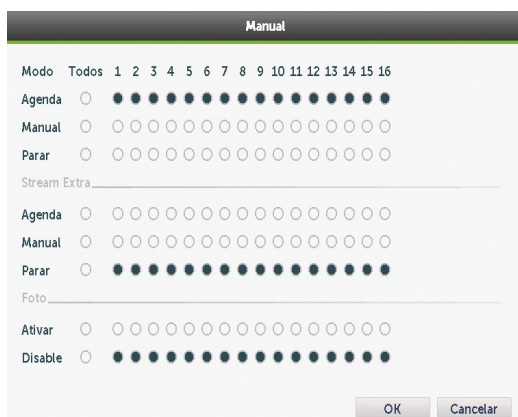 Manual
Modo Todos 1 2 3 4 5 6 7 8 9 10 11 12 13 14 15 16
Agenda
Manual
Parar
Stream Extra
Agenda
Manual
Parar
Foto
Ativar
Disable
OK Cancelar